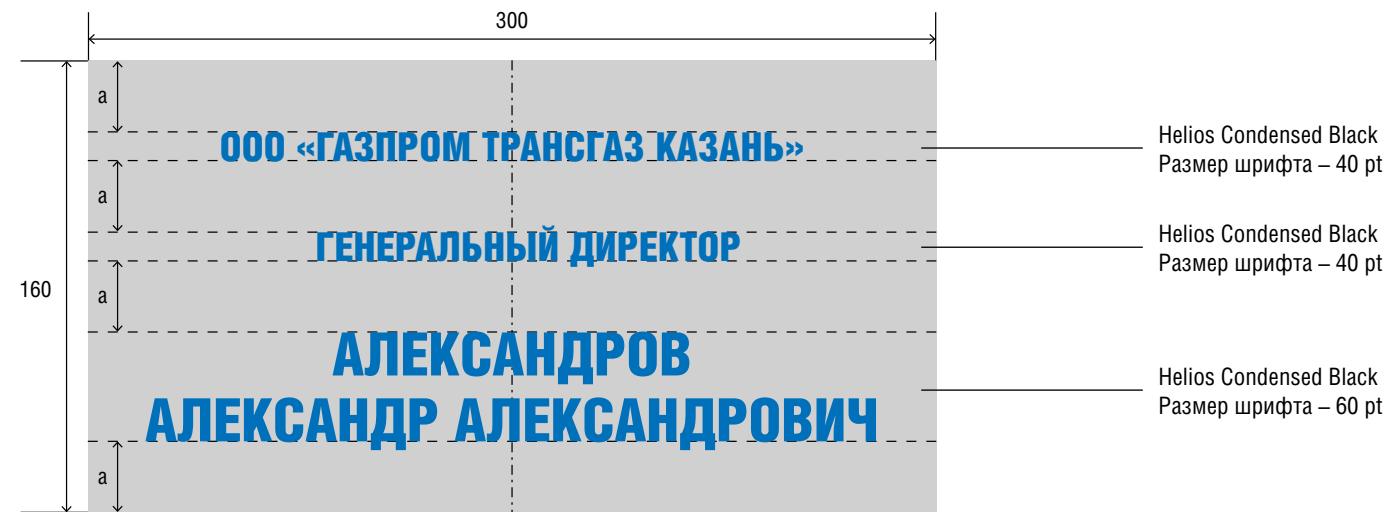 300
a
ООО «ГАЗПРОМ ТРАНСГАЗ КАЗАНЬ»
Helios Condensed Black
Размер шрифта – 40 pt
a
ГЕНЕРАЛЬНЫЙ ДИРЕКТОР
Helios Condensed Black
Размер шрифта – 40 pt
160
a
АЛЕКСАНДРОВ
АЛЕКСАНДР АЛЕКСАНДРОВИЧ
Helios Condensed Black
Размер шрифта – 60 pt
a